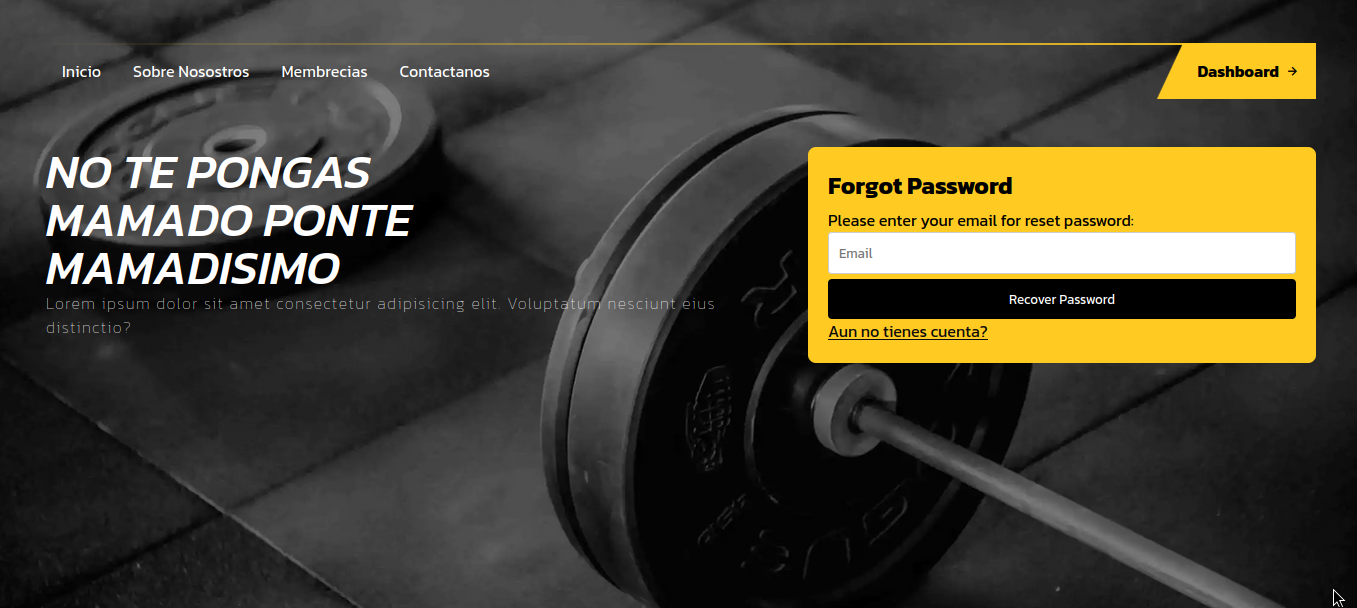 Inicio Sobre Nosostros Membrecias Contactanos Dashboard →
NO TE PONGAS
MAMADO PONTE
MAMADISIMO
Lorem ipsum dolor sit amet consectetur adipisicing elit. Voluptatum nesciunt eius
distinctio?
Forgot Password
Please enter your email for reset password:
Email
Recover Password
Aun no tienes cuenta?